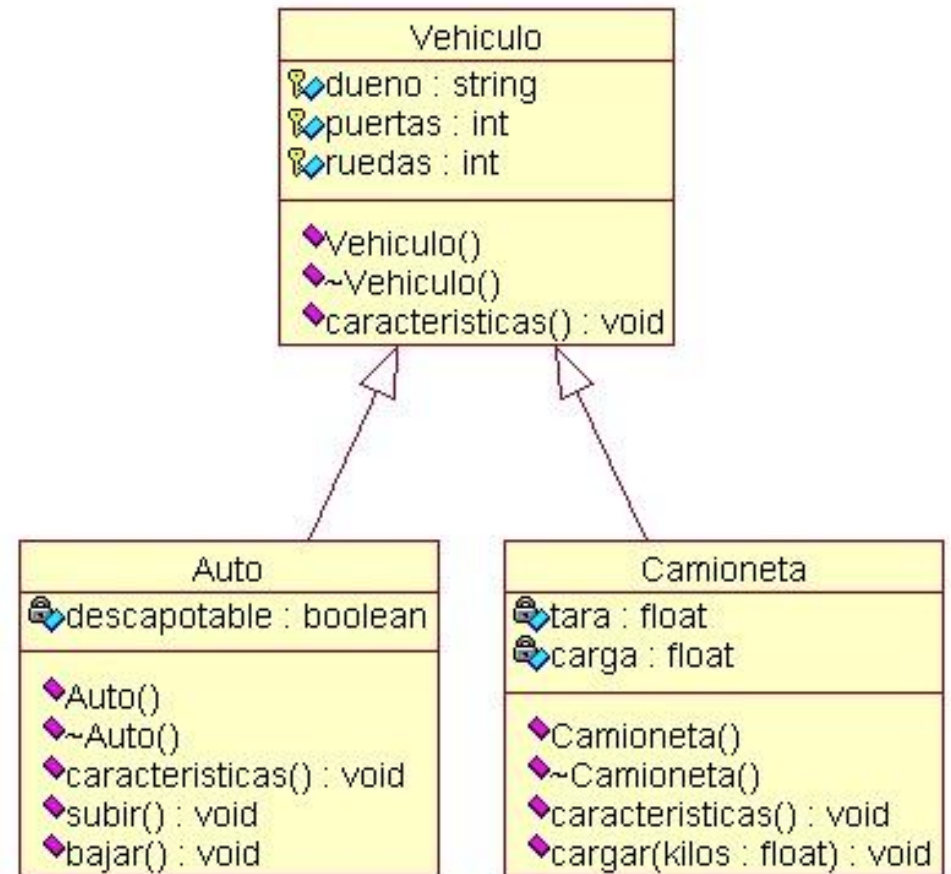 Vehiculo
dueno : string
puertas : int
ruedas : int
Vehiculo()
~Vehiculo()
caracteristicas() : void
Auto
descapotable : boolean
Auto()
~Auto()
caracteristicas() : void
subir() : void
bajar() : void
Camioneta
tara : float
carga : float
Camioneta()
~Camioneta()
caracteristicas() : void
cargar(kilos : float) : void